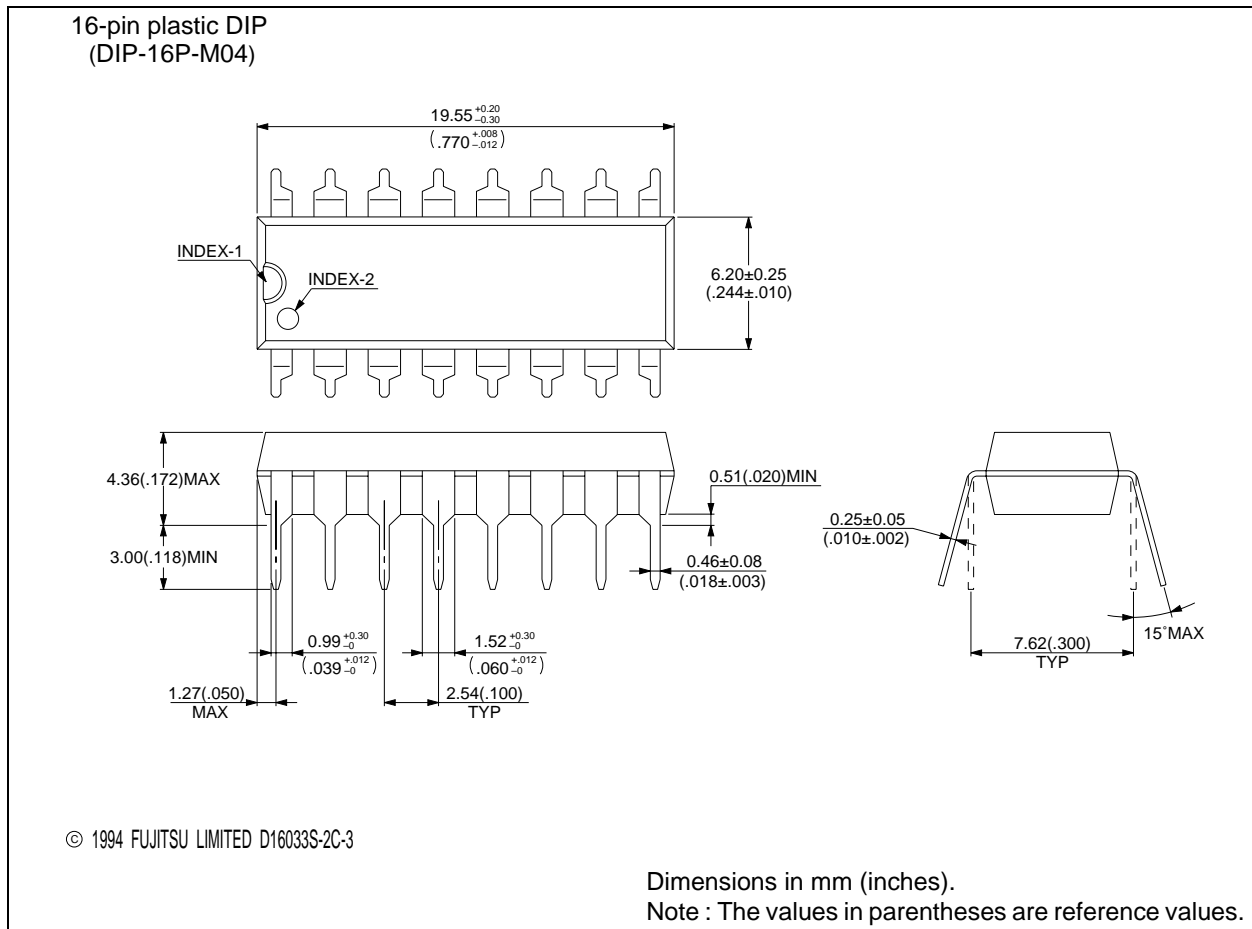 16-pin plastic DIP
(DIP-16P-M04)
19.55 +0.20 –0.30
(.770 +.008 –.012)
INDEX-1
INDEX-2
6.20±0.25
(.244±.010)
4.36(.172)MAX
0.51(.020)MIN
3.00(.118)MIN
0.46±0.08
(.018±.003)
0.25±0.05
(.010±.002)
15°MAX
0.99 +0.30 –0
(.039 +.012 –0)
1.52 +0.30 –0
(.060 +.012 –0)
7.62(.300)
TYP
1.27(.050)
MAX
2.54(.100)
TYP
© 1994 FUJITSU LIMITED D16033S-2C-3
Dimensions in mm (inches).
Note : The values in parentheses are reference values.